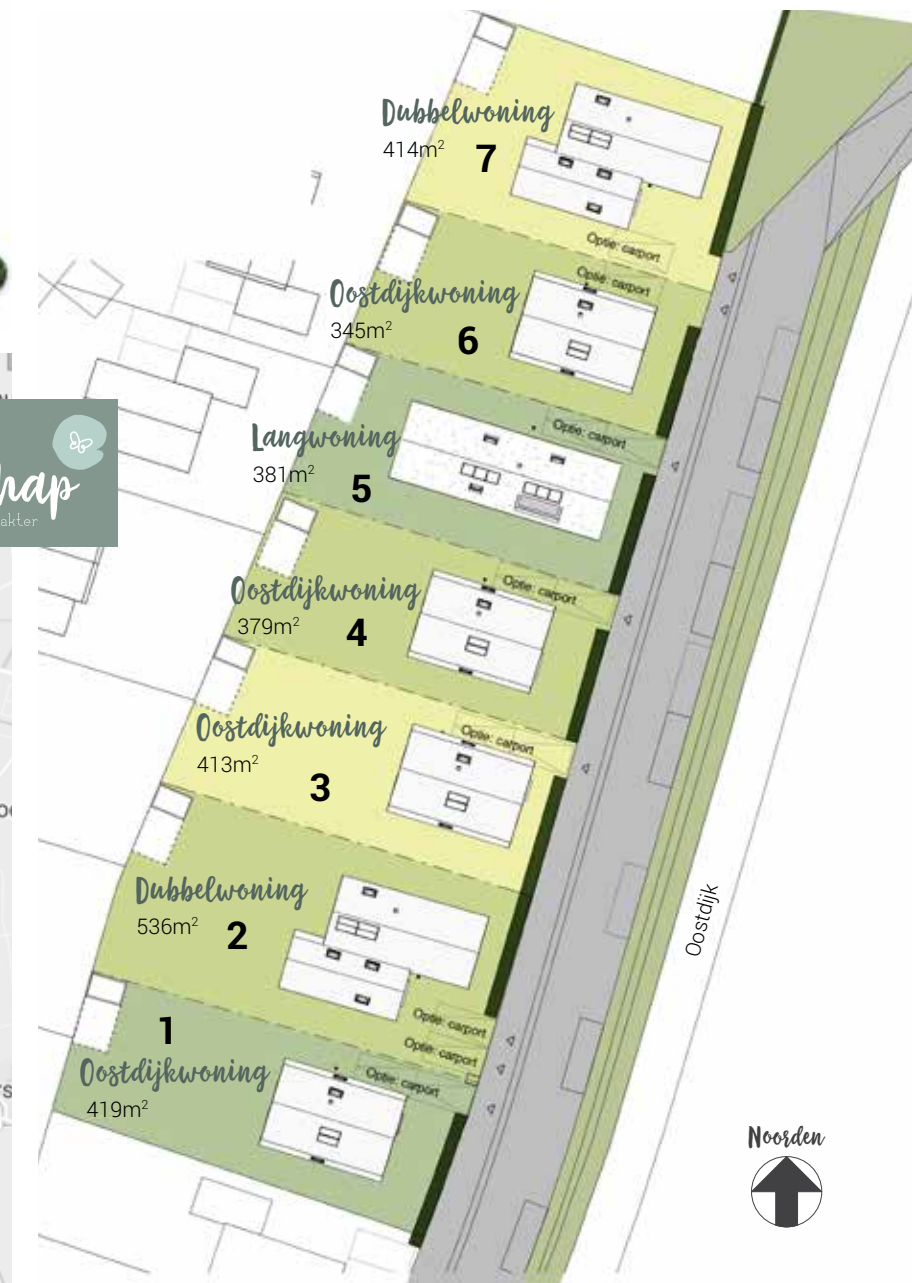 Dubbelwoning
414m²
7
Optie: carport
Optie: carport
Oostdijkwoning
345m²
6
Langwoning
381m²
5
Optie: carport
Oostdijkwoning
379m²
4
Optie: carport
Oostdijkwoning
413m²
3
Optie: carport
Dubbelwoning
536m²
2
Optie: carport
Optie: carport
1
Oostdijkwoning
419m²
Optie: carport
Oostdijk
Noorden